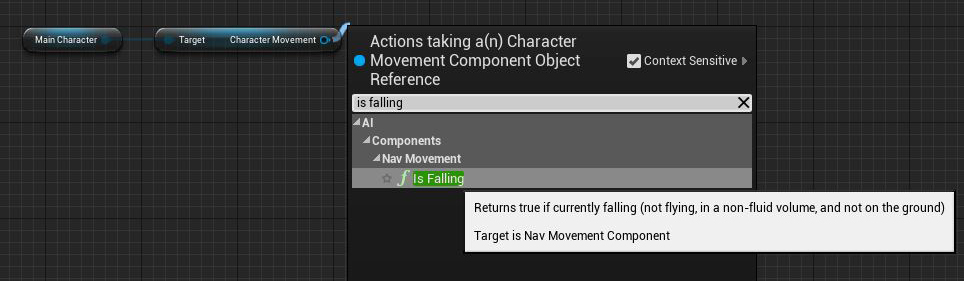 Main Character
Target Character Movement
Actions taking a(n) Character
Movement Component Object
Reference
Context Sensitive
is falling
AI
Components
Nav Movement
Is Falling
Returns true if currently falling (not flying, in a non-fluid volume, and not on the ground)
Target is Nav Movement Component